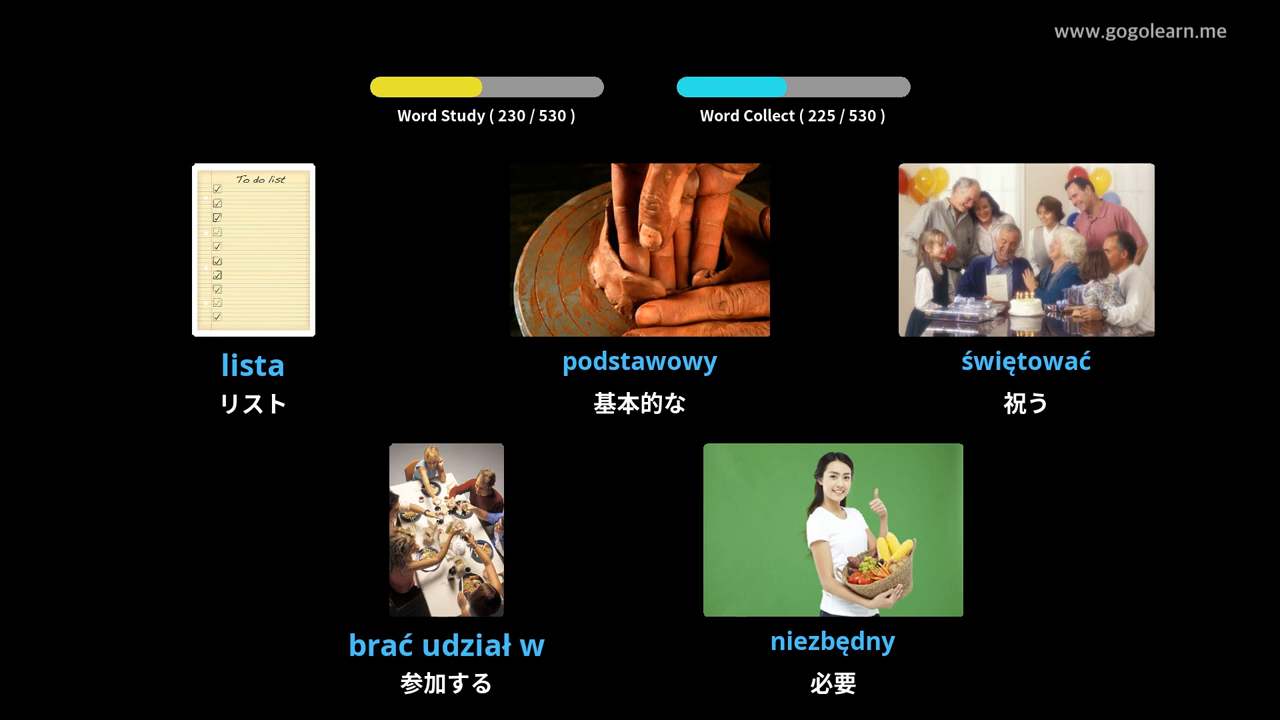 www.gogolearn.me
Word Study ( 230 / 530 )
Word Collect ( 225 / 530 )
To do list
lista
リスト
podstawowy
基本的な
świętować
祝う
brać udział w
参加する
niezbędny
必要